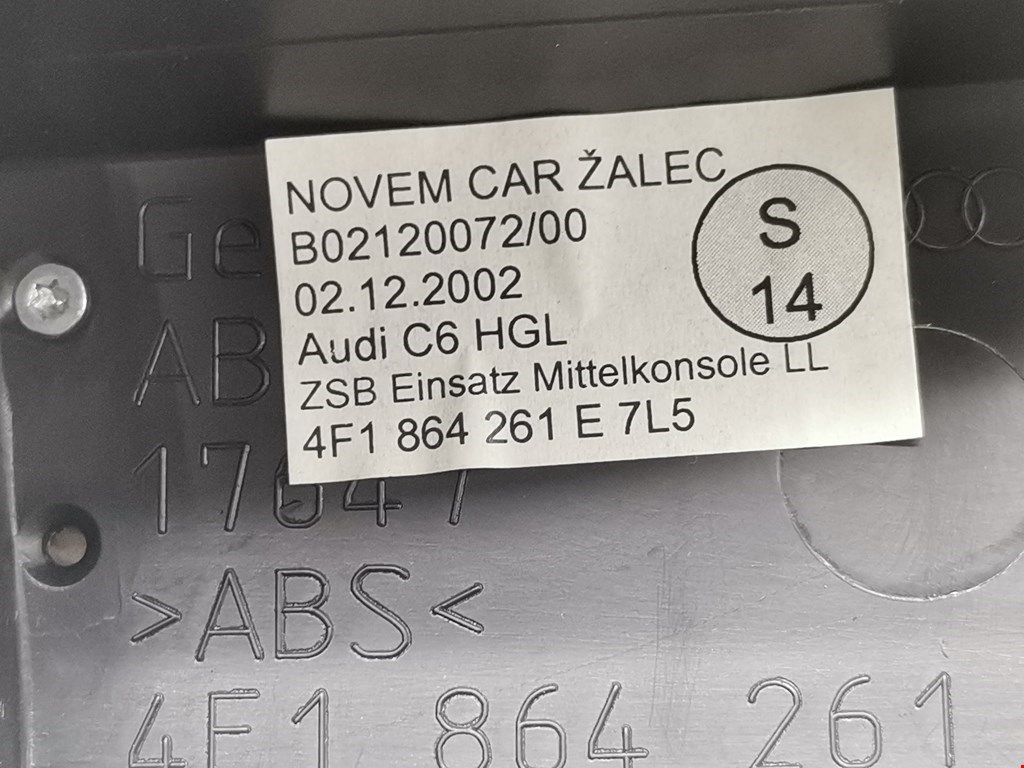 NOVEM CAR ŽALEC
B02120072/00
02.12.2002
Audi C6 HGL
ZSB Einsatz Mittelkonsole LL
4F1 864 261 E 7L5
S
14
>ABS<
4F1 864 261